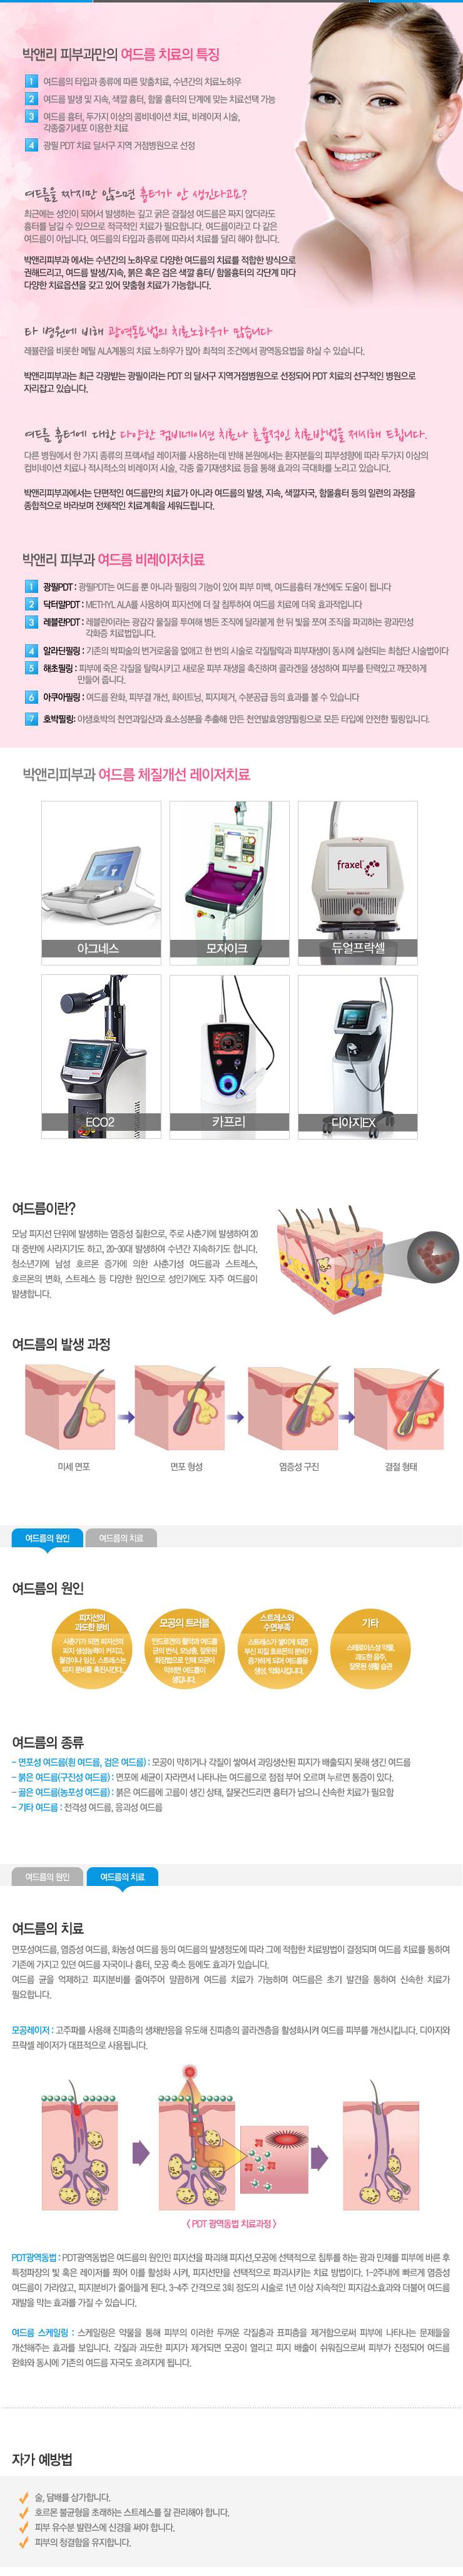 박앤리 피부과만의 여드름 치료의 특징
1 여드름의 타입과 종류에 따른 맞춤치료, 수년간의 치료노하우
2 여드름 발생 및 지속, 색깔 흉터, 함몰 흉터의 단계에 맞는 치료선택 가능
3 여드름 흉터, 두가지 이상의 콤비네이션 치료, 비레이저 시술,
각종줄기세포 이용한 치료
4 광필 PDT 치료 달서구 지역 거점병원으로 선정
여드름을 짜지만 않으면 흉터가 안 생긴다고요?
최근에는 성인이 되어서 발생하는 깊고 굵은 결절성 여드름은 짜지 않더라도
흉터를 남길 수 있으므로 적극적인 치료가 필요합니다. 여드름이라고 다 같은
여드름이 아닙니다. 여드름의 타입과 종류에 따라서 치료를 달리 해야 합니다.
박앤리피부과 에서는 수년간의 노하우로 다양한 여드름의 치료를 적합한 방식으로
권해드리고, 여드름 발생/지속, 붉은 혹은 검은 색깔 흉터/ 함몰흉터의 각단계 마다
다양한 치료옵션을 갖고 있어 맞춤형 치료가 가능합니다.
타 병원에 비해 광역동요법의 치료노하우가 많습니다
레뷸란을 비롯한 메틸 ALA계통의 치료 노하우가 많아 최적의 조건에서 광역동요법을 하실 수 있습니다.
박앤리피부과는 최근 각광받는 광필이라는 PDT 의 달서구 지역거점병원으로 선정되어 PDT 치료의 선구적인 병원으로
자리잡고 있습니다.
여드름 흉터에 대한 다양한 컴비네이션 치료나 효율적인 치료방법을 제시해 드립니다.
다른 병원에서 한 가지 종류의 프랙셔널 레이저를 사용하는데 반해 본원에서는 환자분들의 피부성향에 따라 두가지 이상의
컴비네이션 치료나 적시적소의 비레이저 시술, 각종 줄기재생치료 등을 통해 효과의 극대화를 노리고 있습니다.
박앤리피부과에서는 단편적인 여드름만의 치료가 아니라 여드름의 발생, 지속, 색깔자국, 함몰흉터 등의 일련의 과정을
종합적으로 바라보며 전체적인 치료계획을 세워드립니다.
박앤리 피부과 여드름 비레이저치료
1 광필PDT : 광필PDT는 여드름 뿐 아니라 필링의 기능이 있어 피부 미백, 여드름흉터 개선에도 도움이 됩니다
2 닥터말PDT : METHYL ALA를 사용하여 피지선에 더 잘 침투하여 여드름 치료에 더욱 효과적입니다
3 레뷸란PDT : 레뷸란이라는 광감각 물질을 투여해 병든 조직에 달라붙게 한 뒤 빛을 쪼여 조직을 파괴하는 광과민성
각화증 치료법입니다.
4 알라딘필링 : 기존의 박피술의 번거로움을 없애고 한 번의 시술로 각질탈락과 피부재생이 동시에 실현되는 최첨단 시술법이다
5 해초필링 : 피부에 죽은 각질을 탈락시키고 새로운 피부 재생을 촉진하며 콜라겐을 생성하여 피부를 탄력있고 깨끗하게
만들어 줍니다.
6 아쿠아필링 : 여드름 완화, 피부결 개선, 화이트닝, 피지제거, 수분공급 등의 효과를 볼 수 있습니다
7 호박필링: 야생호박의 천연과일산과 효소성분을 추출해 만든 천연발효영양필링으로 모든 타입에 안전한 필링입니다.
박앤리피부과 여드름 체질개선 레이저치료
fraxel
아그네스
모자이크
듀얼프락셀
ECO2
카프리
디아지EX
여드름이란?
모낭 피지선 단위에 발생하는 염증성 질환으로, 주로 사춘기에 발생하여 20
대 중반에 사라지기도 하고, 20~30대 발생하여 수년간 지속하기도 합니다.
청소년기에 남성 호르몬 증가에 의한 사춘기성 여드름과 스트레스,
호르몬의 변화, 스트레스 등 다양한 원인으로 성인기에도 자주 여드름이
발생합니다.
여드름의 발생 과정
미세 면포
면포 형성
염증성 구진
결절 형태
여드름의 원인
여드름의 치료
여드름의 원인
피지선의
과도한 분비
사춘기가 되면 피지선의
피지 생성능력이 커지고,
월경이나 임신, 스트레스는
피지 분비를 촉진시킨다.
모공의 트러블
안드로겐의 활약과 여드름
균의 번식, 모낭충, 잘못된
화장법으로 인해 모공이
막히면 여드름이
생깁니다.
스트레스와
수면부족
스트레스가 쌓이게 되면
부신 피질 호르몬의 분비가
증가하게 되어 여드름을
생성, 악화시킵니다.
기타
스테로이스성 약물,
과도한 음주,
잘못된 생활 습관
여드름의 종류
- 면포성 여드름(흰 여드름, 검은 여드름) : 모공이 막히거나 각질이 쌓여서 과잉생산된 피지가 배출되지 못해 생긴 여드름
- 붉은 여드름(구진성 여드름) : 면포에 세균이 자라면서 나타나는 여드름으로 점점 부어 오르며 누르면 통증이 있다.
- 곪은 여드름(농포성 여드름) : 붉은 여드름에 고름이 생긴 상태, 잘못건드리면 흉터가 남으니 신속한 치료가 필요함
- 기타 여드름 : 전격성 여드름, 응괴성 여드름
여드름의 원인
여드름의 치료
여드름의 치료
면포성여드름, 염증성 여드름, 화농성 여드름 등의 여드름의 발생정도에 따라 그에 적합한 치료방법이 결정되며 여드름 치료를 통하여
기존에 가지고 있던 여드름 자국이나 흉터, 모공 축소 등에도 효과가 있습니다.
여드름 균을 억제하고 피지분비를 줄여주어 말끔하게 여드름 치료가 가능하며 여드름은 초기 발견을 통하여 신속한 치료가
필요합니다.
모공레이저 : 고주파를 사용해 진피층의 생채반응을 유도해 진피층의 콜라겐층을 활성화시켜 여드름 피부를 개선시킵니다. 디아지와
프락셀 레이저가 대표적으로 사용됩니다.
< PDT 광역동법 치료과정 >
PDT광역동법 : PDT광역동법은 여드름의 원인인 피지선을 파괴해 피지선,모공에 선택적으로 침투를 하는 광과 민제를 피부에 바른 후
특정파장의 빛 혹은 레이저를 쬐어 이를 활성화 시켜, 피지선만을 선택적으로 파괴시키는 치료 방법이다. 1~2주내에 빠르게 염증성
여드름이 가라앉고, 피지분비가 줄어들게 된다. 3~4주 간격으로 3회 정도의 시술로 1년 이상 지속적인 피지감소효과와 더불어 여드름
재발을 막는 효과를 가질 수 있습니다.
여드름 스케일링 : 스케일링은 약물을 통해 피부의 이러한 두꺼운 각질층과 표피층을 제거함으로써 피부에 나타나는 문제들을
개선해주는 효과를 보입니다. 각질과 과도한 피지가 제거되면 모공이 열리고 피지 배출이 쉬워짐으로써 피부가 진정되어 여드름
완화와 동시에 기존의 여드름 자국도 흐려지게 됩니다.
자가 예방법
술, 담배를 삼가합니다.
호르몬 불균형을 초래하는 스트레스를 잘 관리해야 합니다.
피부 유수분 발란스에 신경을 써야 합니다.
피부의 청결함을 유지합니다.